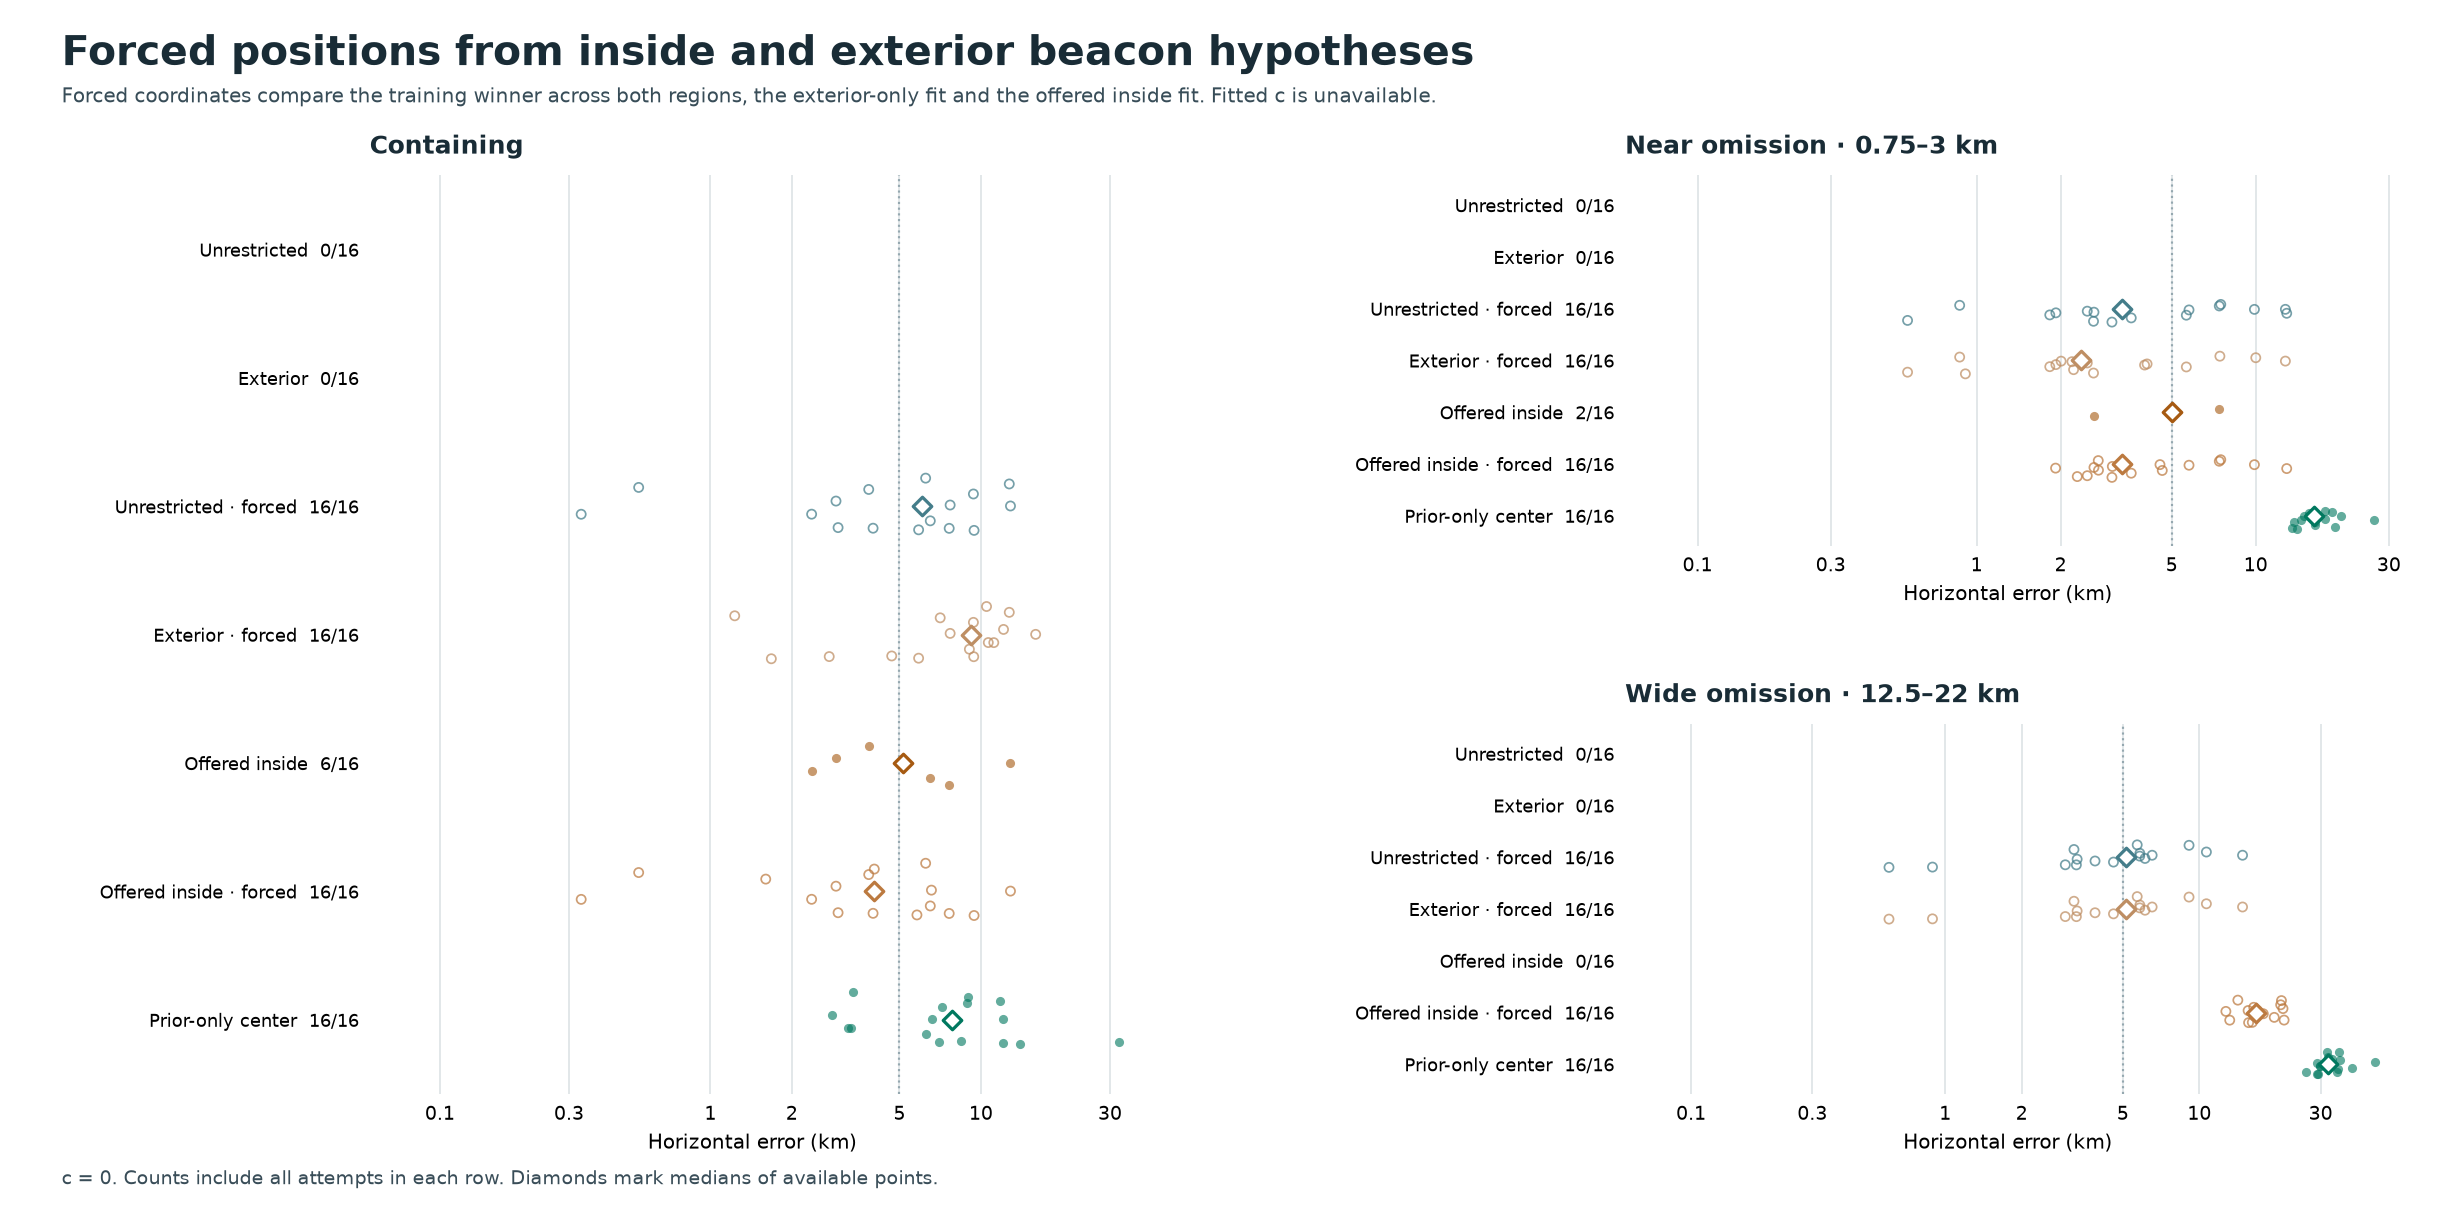 Forced positions from inside and exterior beacon hypotheses
Forced coordinates compare the training winner across both regions, the exterior-only fit and the offered inside fit. Fitted c is unavailable.
Containing
Unrestricted 0/16
Exterior 0/16
Unrestricted · forced 16/16
Exterior · forced 16/16
Offered inside 6/16
Offered inside · forced 16/16
Prior-only center 16/16
0.1 0.3 1 2 5 10 30
Horizontal error (km)
Near omission · 0.75–3 km
Unrestricted 0/16
Exterior 0/16
Unrestricted · forced 16/16
Exterior · forced 16/16
Offered inside 2/16
Offered inside · forced 16/16
Prior-only center 16/16
0.1 0.3 1 2 5 10 30
Horizontal error (km)
Wide omission · 12.5–22 km
Unrestricted 0/16
Exterior 0/16
Unrestricted · forced 16/16
Exterior · forced 16/16
Offered inside 0/16
Offered inside · forced 16/16
Prior-only center 16/16
0.1 0.3 1 2 5 10 30
Horizontal error (km)
c = 0. Counts include all attempts in each row. Diamonds mark medians of available points.